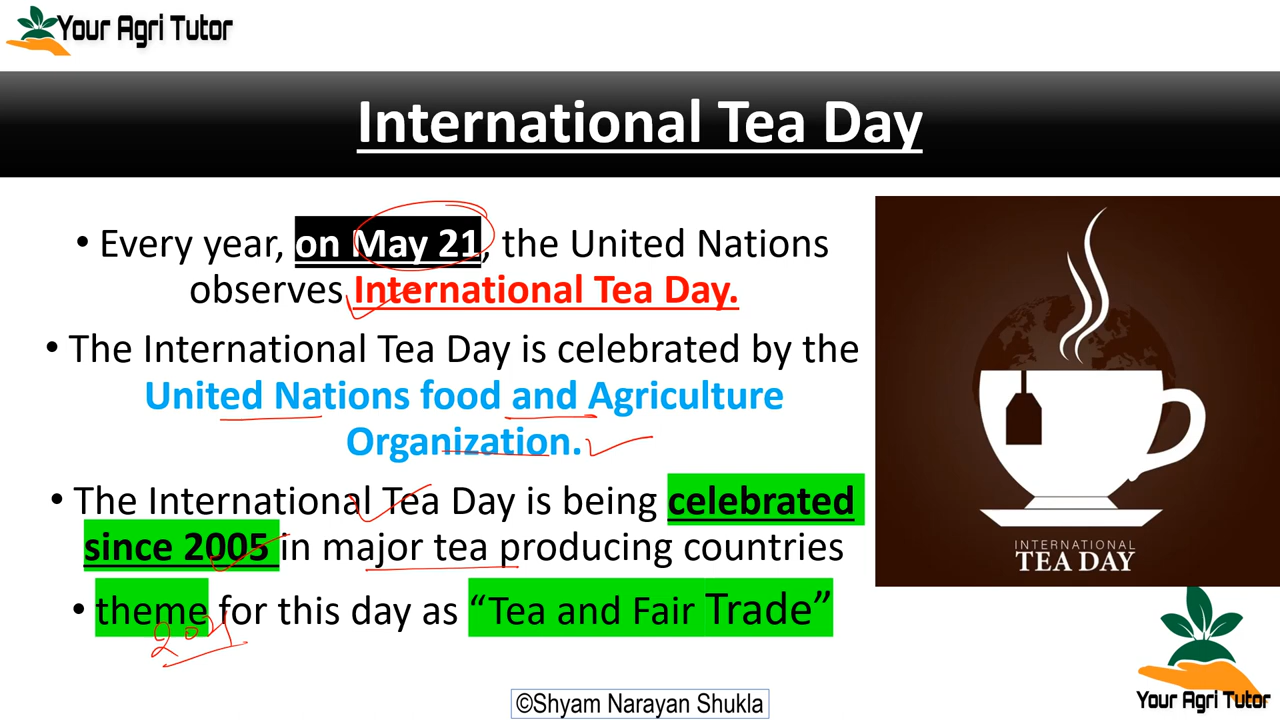 Your Agri Tutor
International Tea Day
• Every year, on May 21, the United Nations
observes International Tea Day.
• The International Tea Day is celebrated by the
United Nations food and Agriculture
Organization.
• The International Tea Day is being celebrated
since 2005 in major tea producing countries
• theme for this day as “Tea and Fair Trade”
INTERNATIONAL
TEA DAY
Your Agri Tutor
©Shyam Narayan Shukla